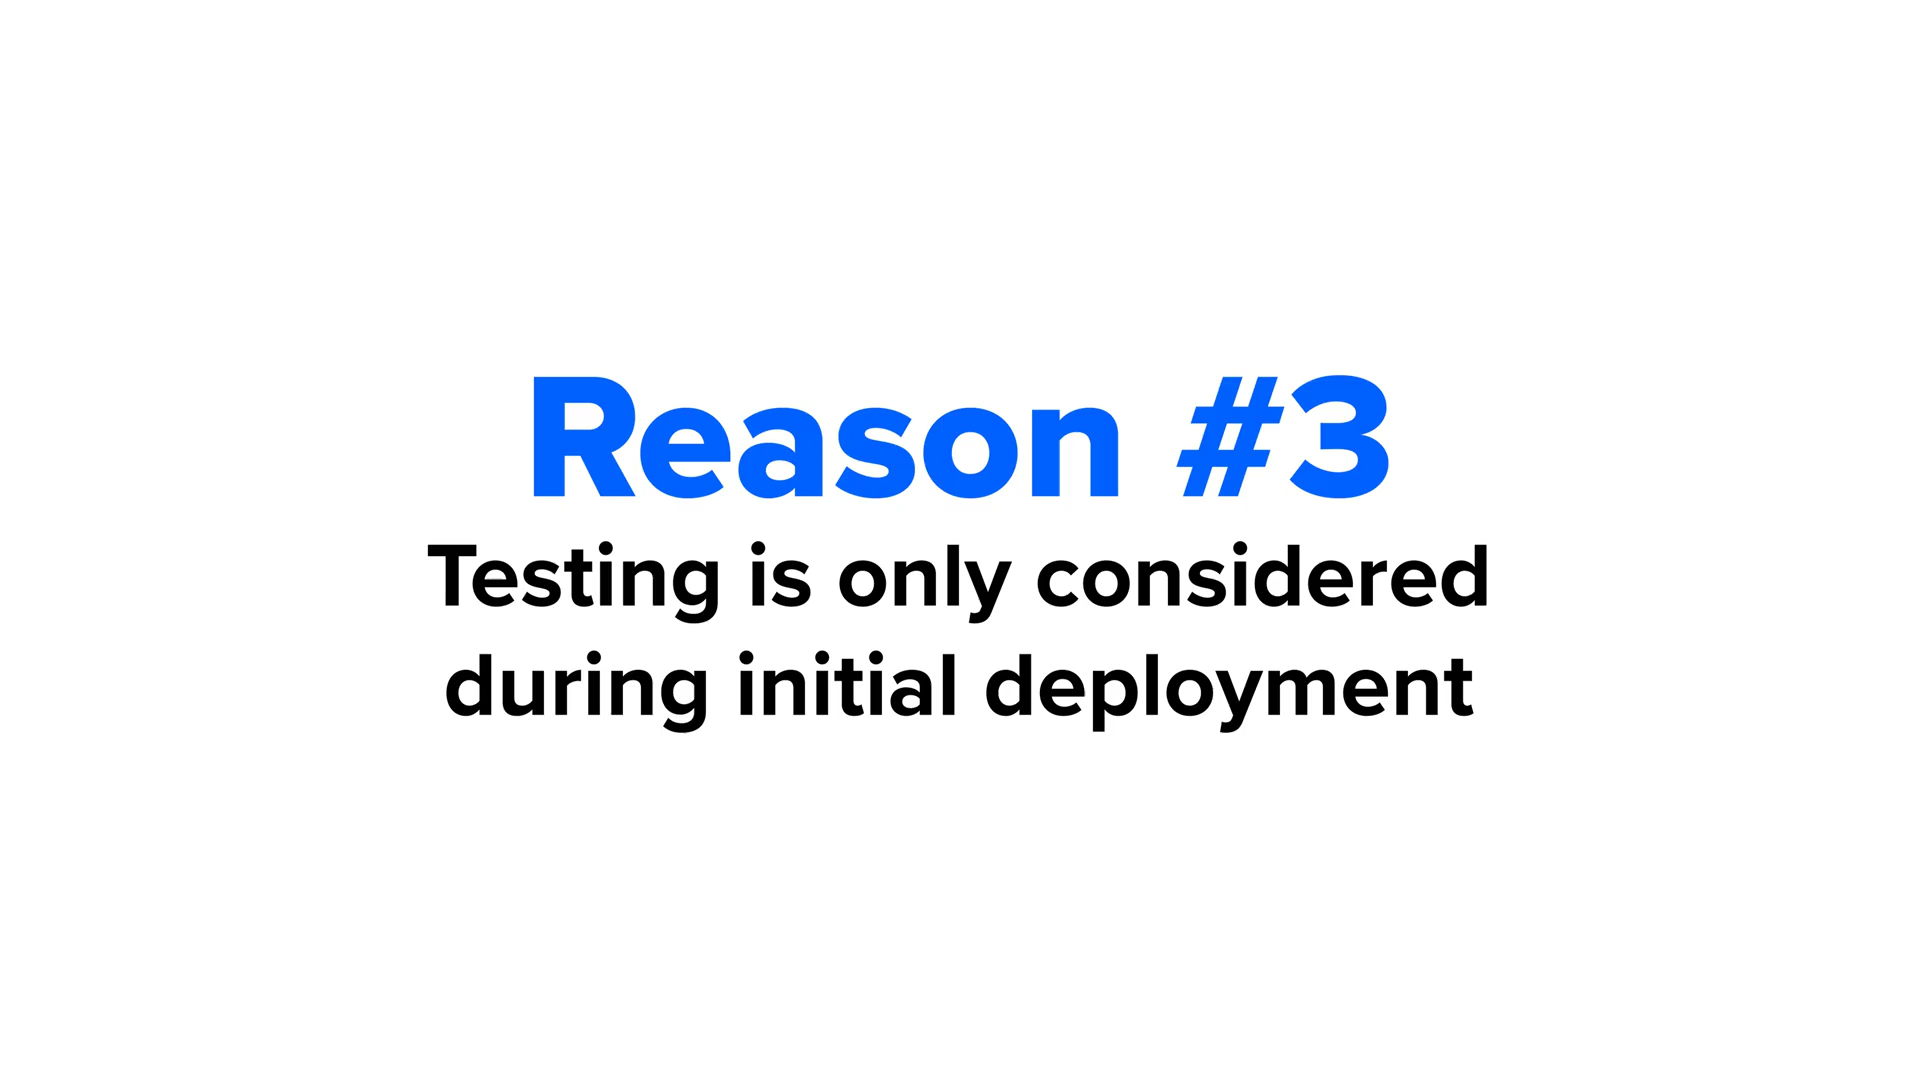 Reason #3
Testing is only considered
during initial deployment